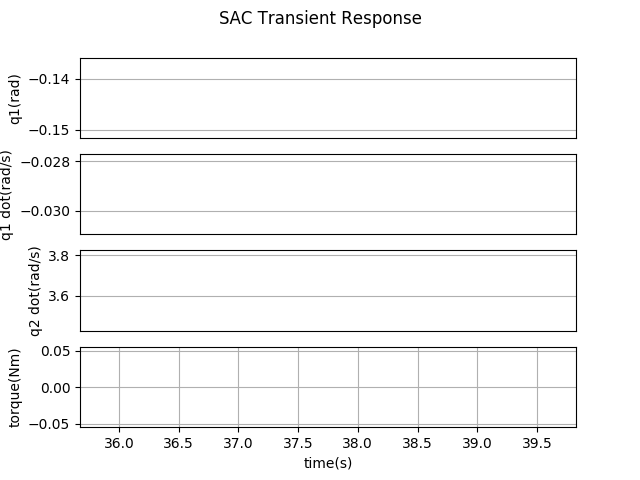 SAC Transient Response
−0.14
−0.15
q1(rad)
−0.028
−0.030
q1 dot(rad/s)
3.8
3.6
q2 dot(rad/s)
0.05
0.00
−0.05
torque(Nm)
36.0 36.5 37.0 37.5 38.0 38.5 39.0 39.5
time(s)